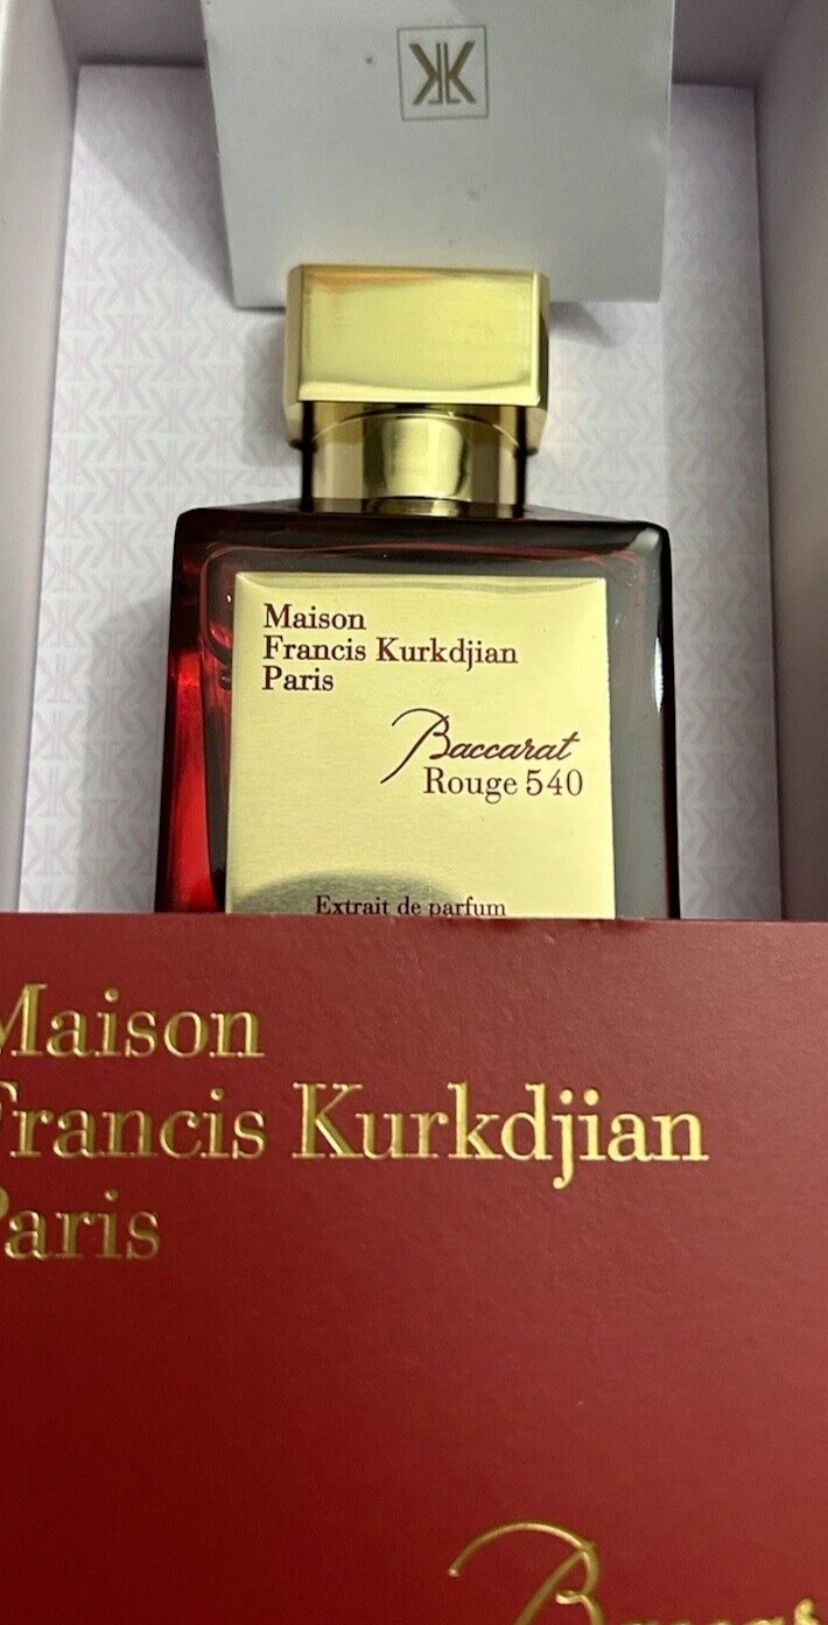 Maison
Francis Kurkdjian
Paris
Baccarat
Rouge 540
Extrait de parfum
Maison
Francis Kurkdjian
Paris